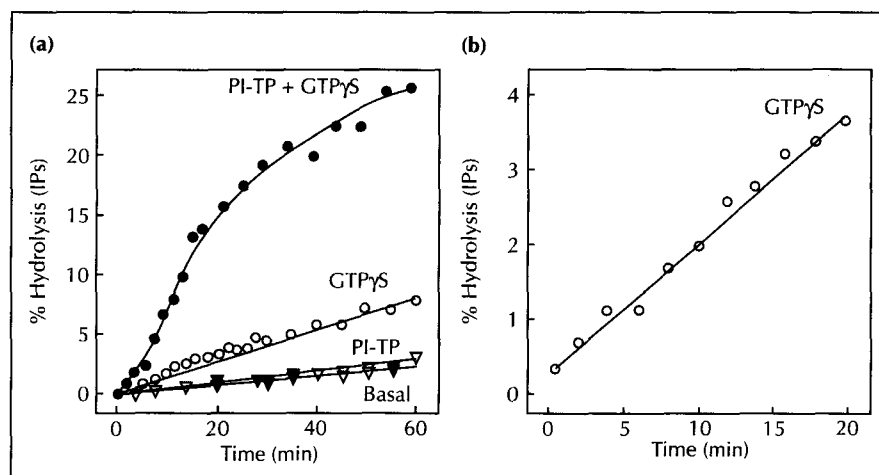 (a)
PI-TP + GTPγS
GTPγS
PI-TP
Basal
25
20
15
10
5
0
% Hydrolysis (IPs)
0 20 40 60
Time (min)
(b)
GTPγS
4
3
2
1
0
% Hydrolysis (IPs)
0 5 10 15 20
Time (min)